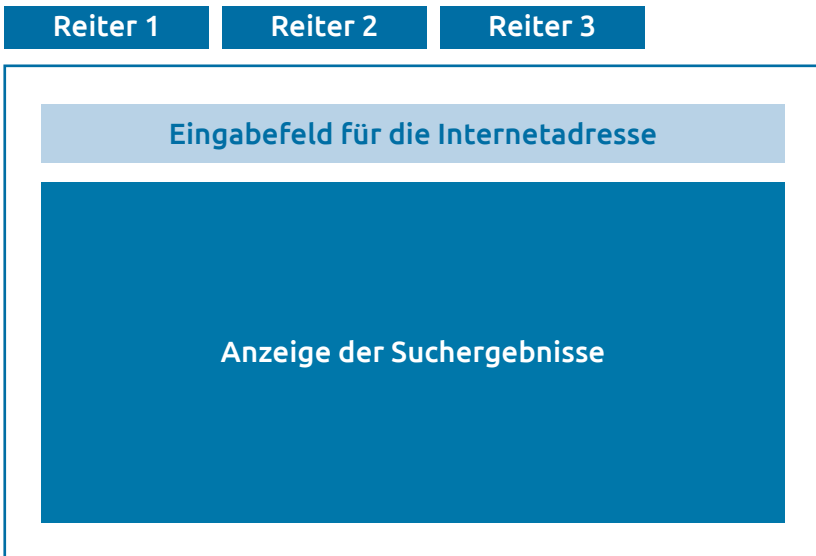 Reiter 1 Reiter 2 Reiter 3
Eingabefeld für die Internetadresse
Anzeige der Suchergebnisse